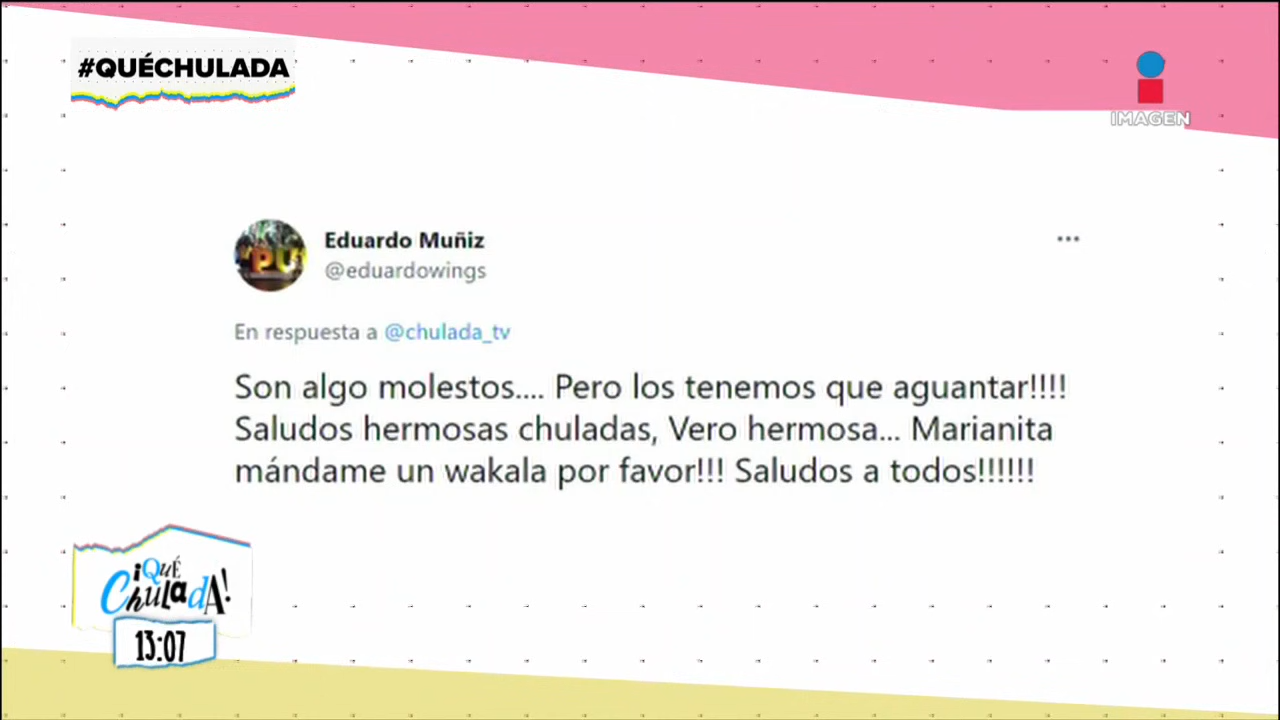 #QUÉCHULADA
IMAGEN
Eduardo Muñiz
@eduardowings
En respuesta a @chulada_tv
Son algo molestos.... Pero los tenemos que aguantar!!!!
Saludos hermosas chuladas, Vero hermosa... Marianita
mándame un wakala por favor!!! Saludos a todos!!!!!!
¡QuÉ
ChuladA!
13:07
PU